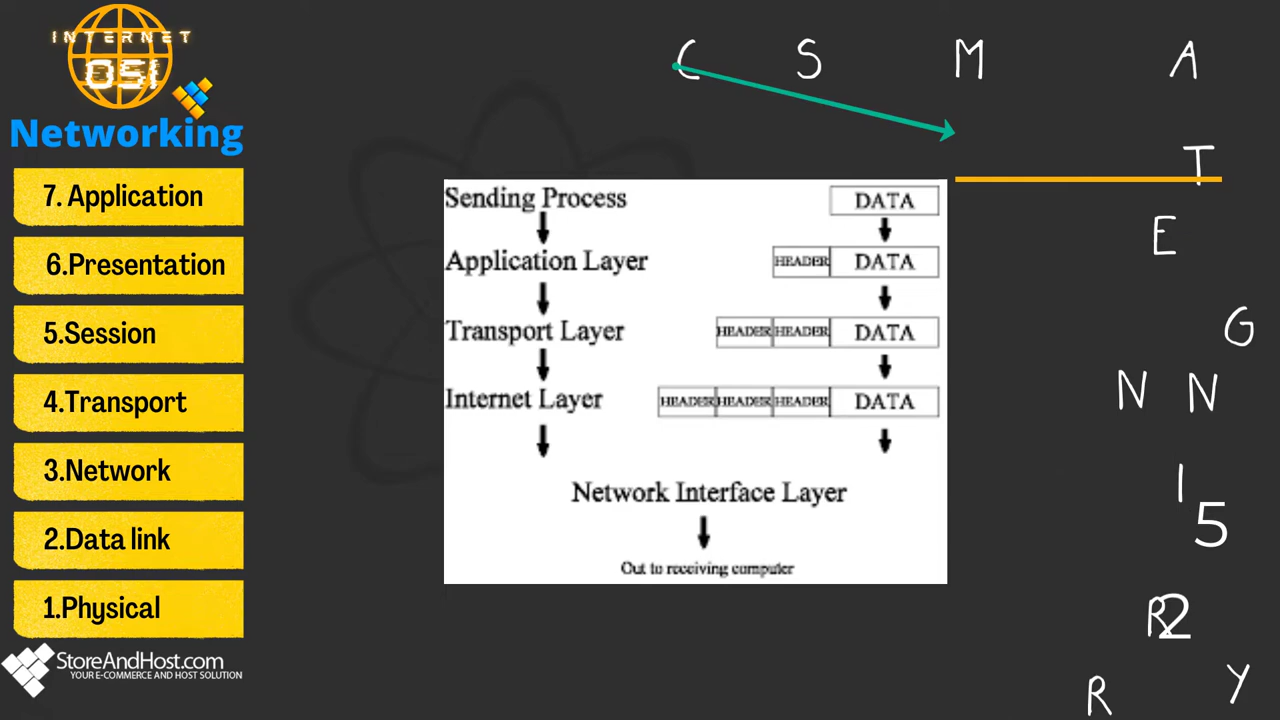 INTERNET
OSI
Networking
7. Application
6.Presentation
5.Session
4.Transport
3.Network
2.Data link
1.Physical
StoreAndHost.com
YOUR E-COMMERCE AND HOST SOLUTION
C S M A
T
E
G
N N
I
5
R2
R Y
Sending Process DATA
Application Layer HEADER DATA
Transport Layer HEADER HEADER DATA
Internet Layer HEADER HEADER HEADER DATA
Network Interface Layer
Out to receiving computer